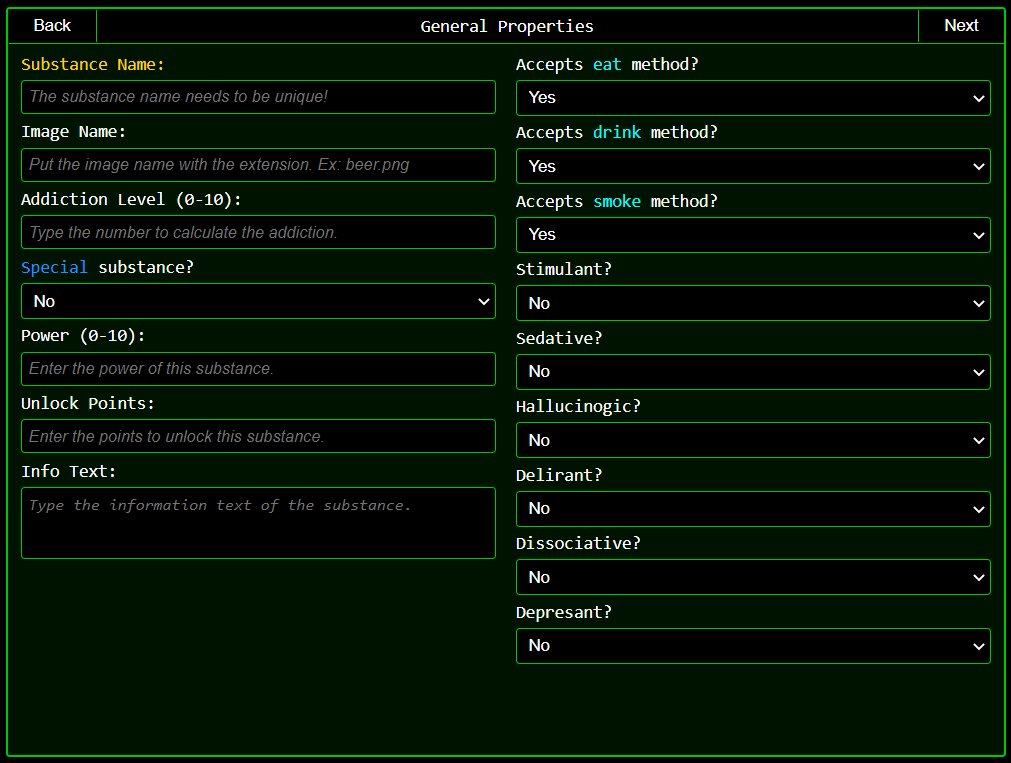 Back
General Properties
Next
Substance Name:
The substance name needs to be unique!
Image Name:
Put the image name with the extension. Ex: beer.png
Addiction Level (0-10):
Type the number to calculate the addiction.
Special substance?
No
Power (0-10):
Enter the power of this substance.
Unlock Points:
Enter the points to unlock this substance.
Info Text:
Type the information text of the substance.
Accepts eat method?
Yes
Accepts drink method?
Yes
Accepts smoke method?
Yes
Stimulant?
No
Sedative?
No
Hallucinogic?
No
Delirant?
No
Dissociative?
No
Depresant?
No